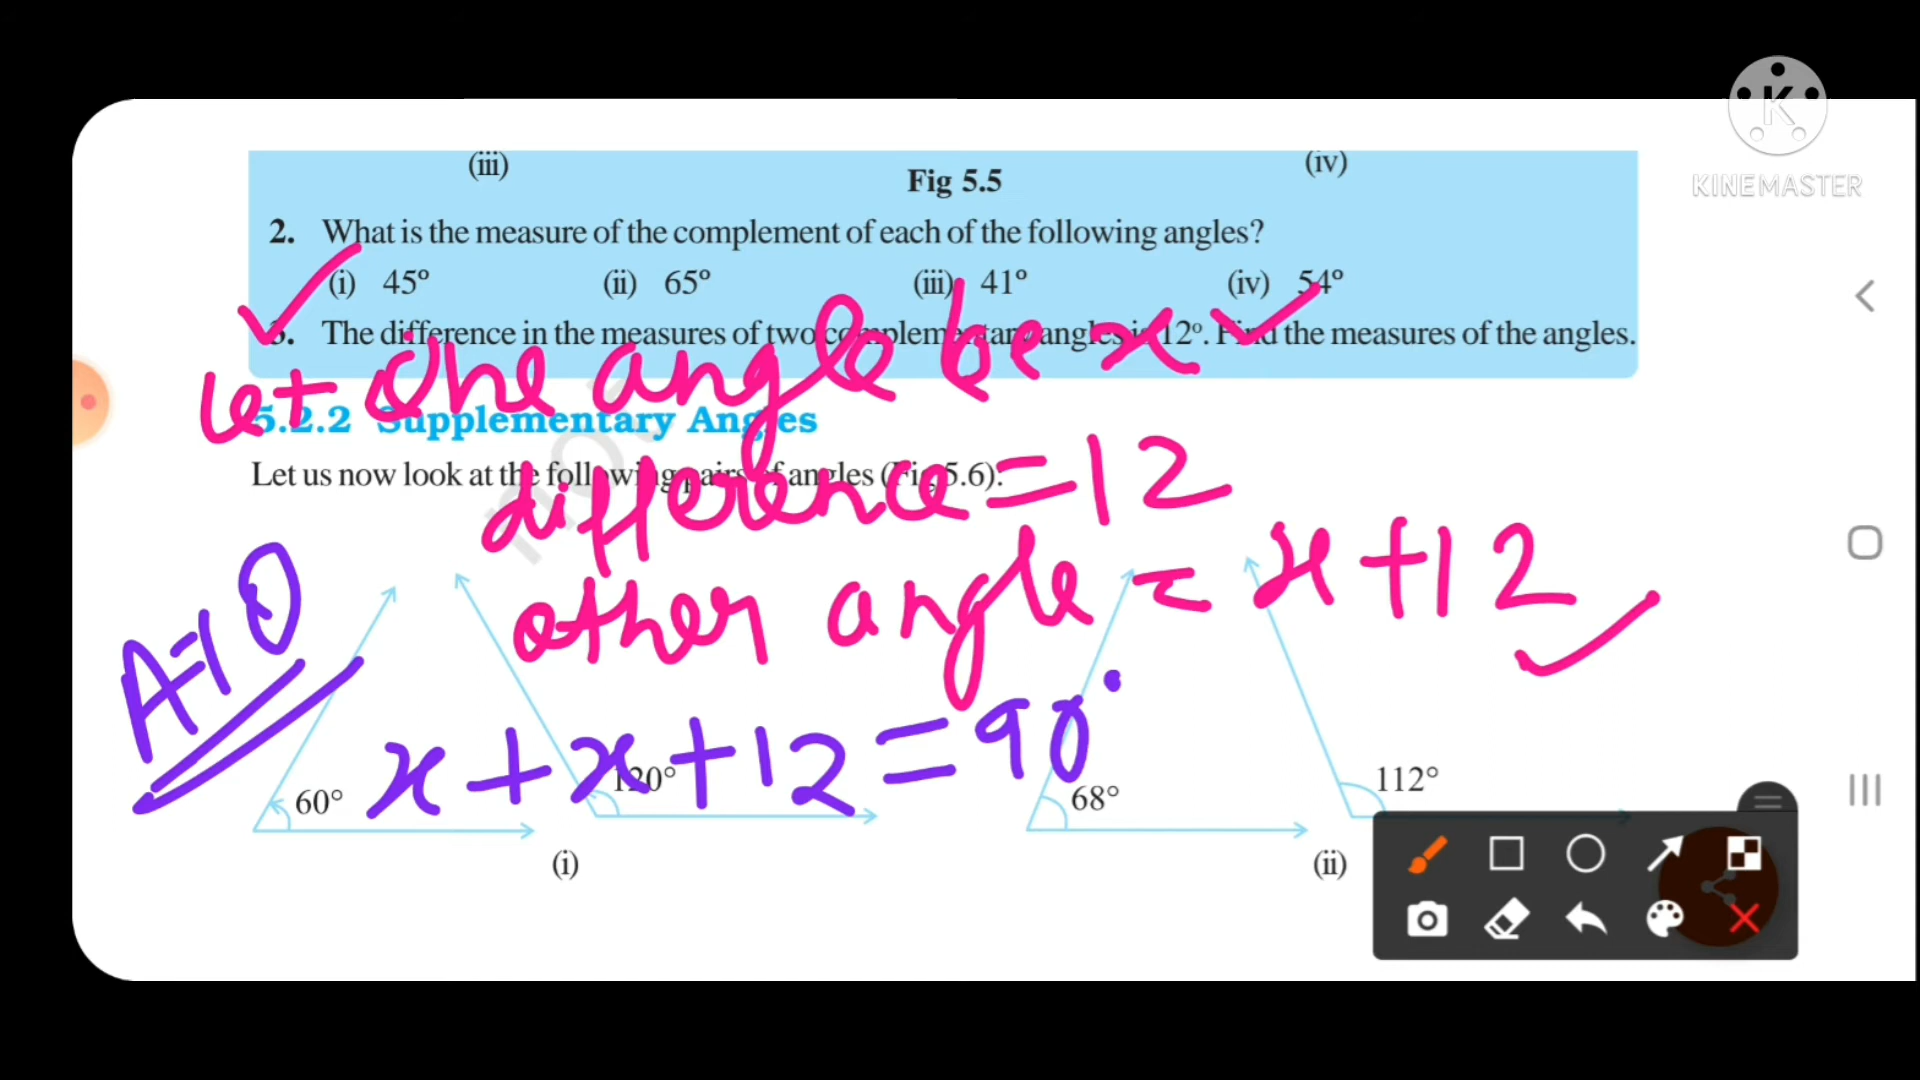 (iii) Fig 5.5 (iv)
KINEMASTER
2. What is the measure of the complement of each of the following angles?
(i) 45° (ii) 65° (iii) 41° (iv) 54°
3. The difference in the measures of two complementary angles is 12°. Find the measures of the angles.
Let One angle be x
5.2.2 Supplementary Angles
Let us now look at the following pairs of angles (Fig 5.6):
difference = 12
other angle = x + 12
x + x + 12 = 90°
60° 120° 68° 112°
(i) (ii)